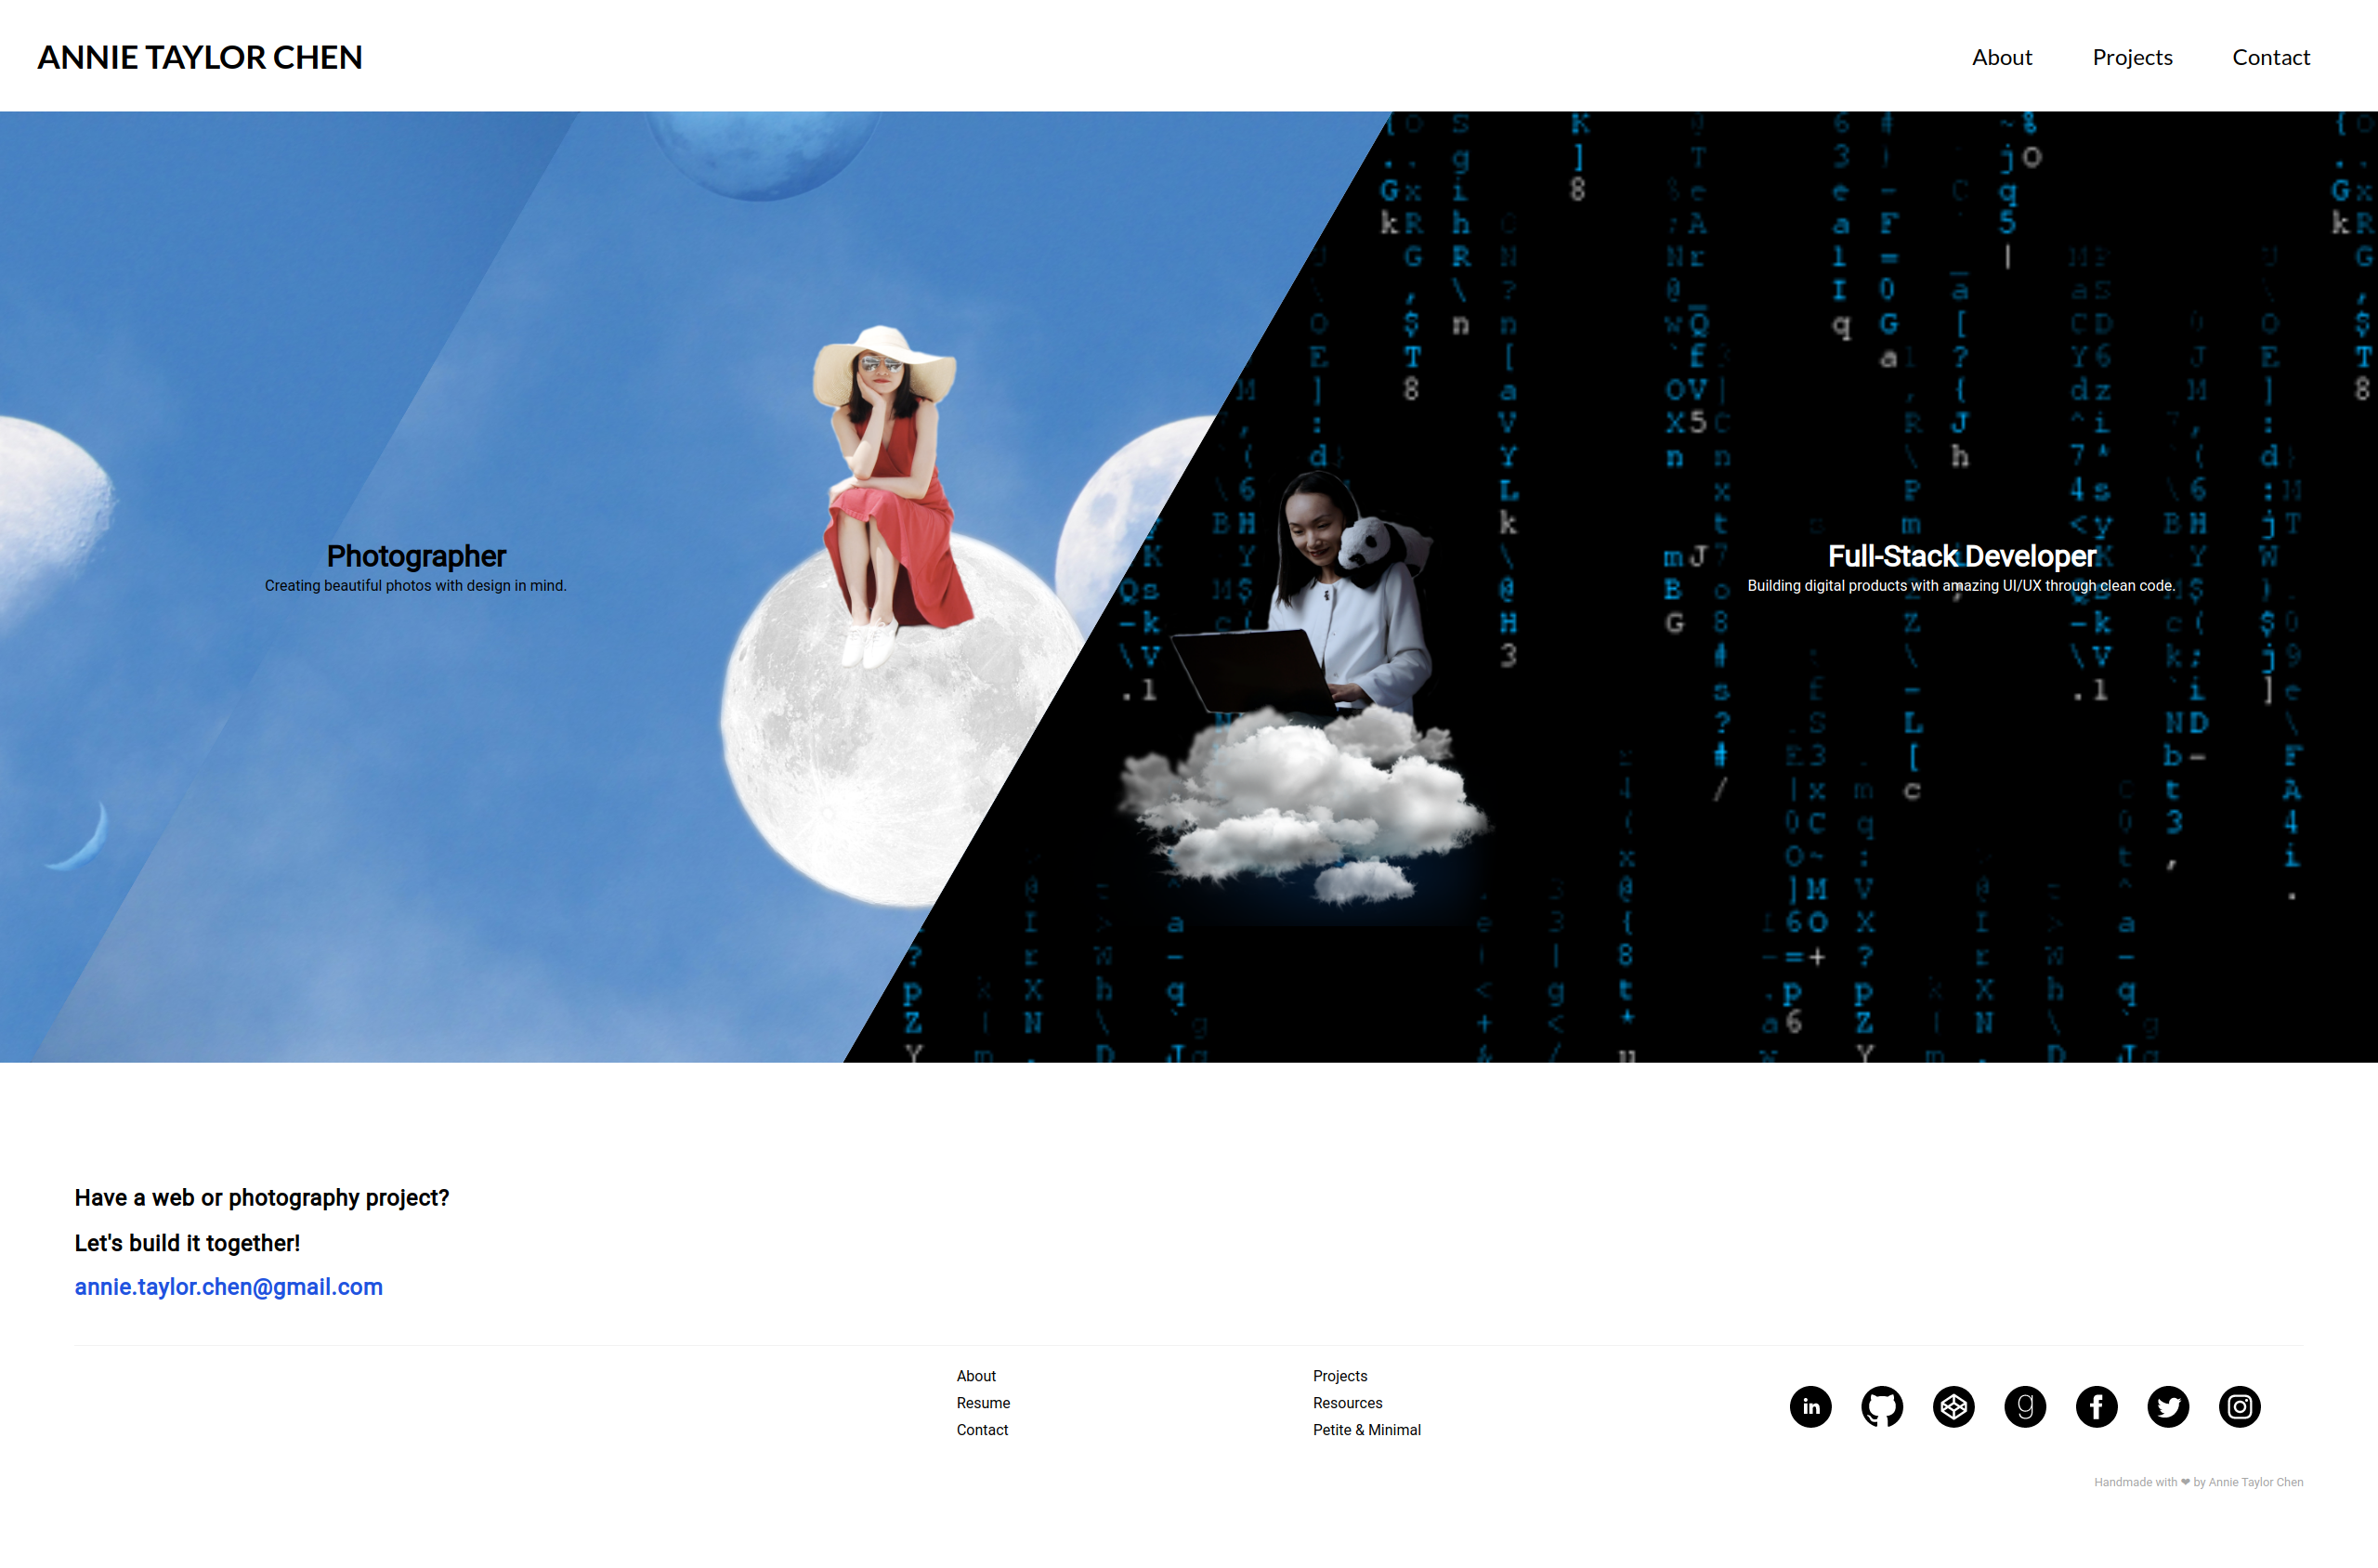 ANNIE TAYLOR CHEN
About Projects Contact
Photographer
Creating beautiful photos with design in mind.
Full-Stack Developer
Building digital products with amazing UI/UX through clean code.
Have a web or photography project?
Let's build it together!
annie.taylor.chen@gmail.com
About
Resume
Contact
Projects
Resources
Petite & Minimal
in
g
f
Handmade with ❤ by Annie Taylor Chen